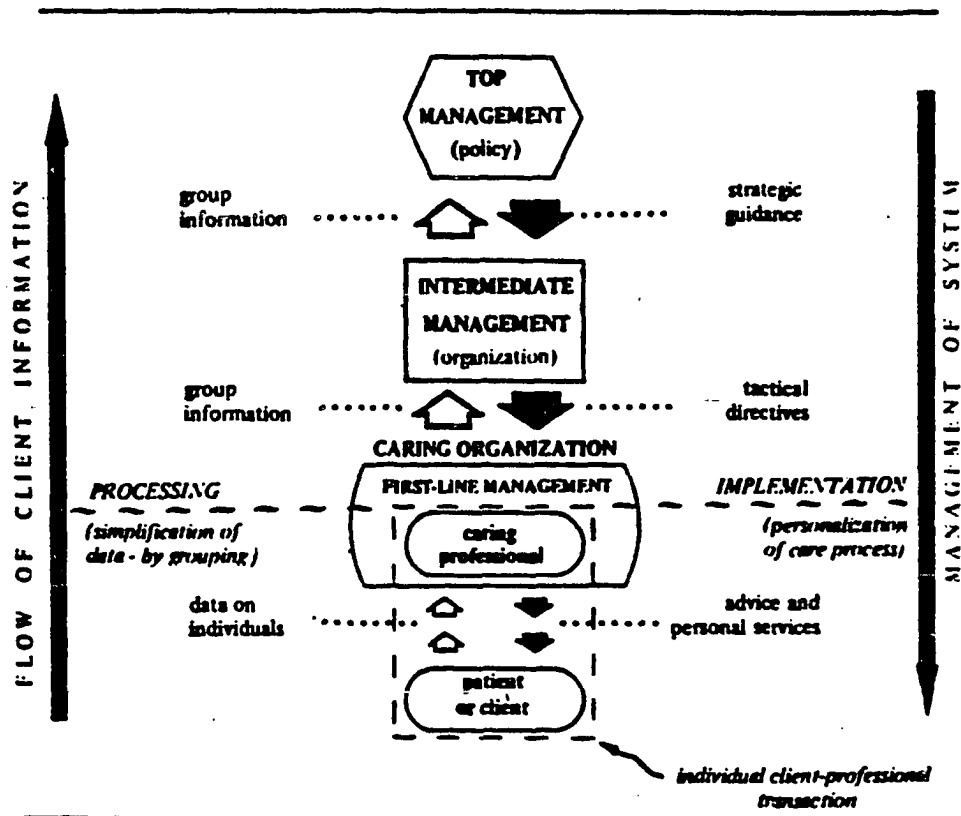 TOP
MANAGEMENT
(policy)
group
information
strategic
guidance
INTERMEDIATE
MANAGEMENT
(organization)
group
information
tactical
directives
CARING ORGANIZATION
FIRST-LINE MANAGEMENT
PROCESSING
(simplification of
data - by grouping)
IMPLEMENTATION
(personalization
of care process)
caring
professional
data on
individuals
advice and
personal services
patient
or client
individual client-professional
transaction
FLOW OF CLIENT INFORMATION
MANAGEMENT OF SYSTEM